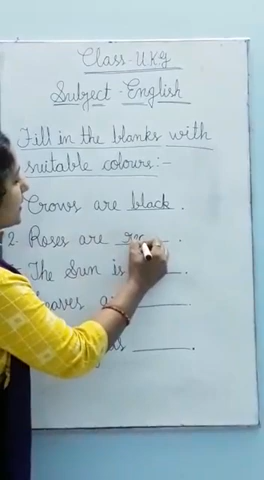 Class-UKG
Subject-English
Fill in the blanks with
suitable colours:-
Crows are black.
2. Roses are
The Sun is